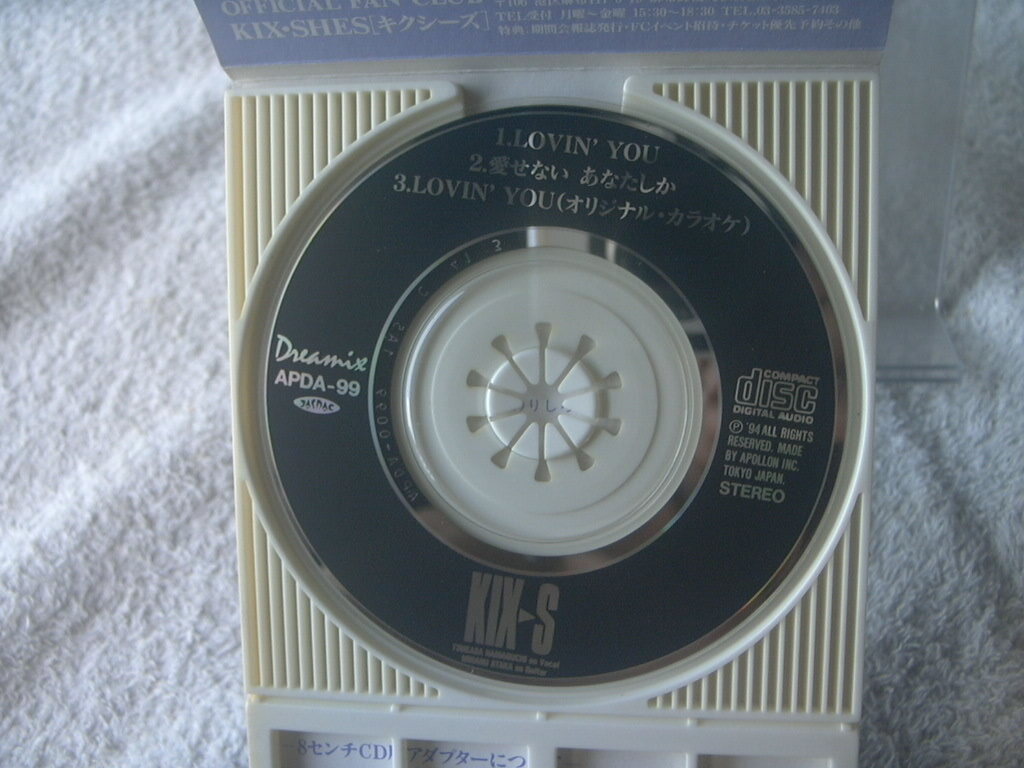 OFFICIAL FAN CLUB
KIX•SHES[キクシーズ]
TEL受付 月曜〜金曜 15:30〜18:30 TEL.03-3585-7403
特典:期間会報誌発行・FCイベント招待・チケット優先予約その他
1.LOVIN' YOU
2.愛せない あなたしか
3.LOVIN' YOU(オリジナル・カラオケ)
Dreamix
APDA-99
JASRAC
COMPACT
disc
DIGITAL AUDIO
Ⓟ '94 ALL RIGHTS
RESERVED. MADE
BY APOLLON INC.
TOKYO JAPAN.
STEREO
KIX▶S
on Vocal
on Guitar
8センチCD
アダプターにつ